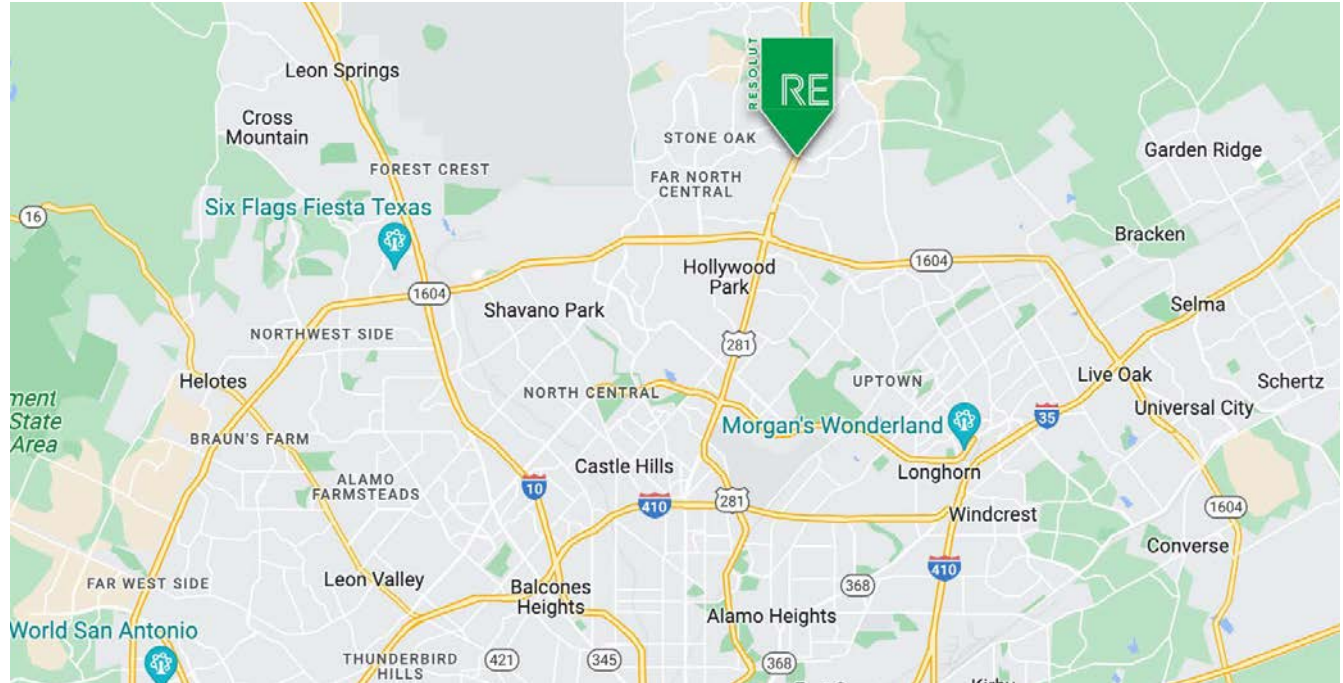 Leon Springs
RESOLUT
RE
Cross
Mountain
STONE OAK
Garden Ridge
FOREST CREST
FAR NORTH
CENTRAL
Six Flags Fiesta Texas
16
Bracken
1604
Hollywood
Park
1604
Shavano Park
Selma
NORTHWEST SIDE
281
Helotes
UPTOWN
Live Oak
Schertz
NORTH CENTRAL
ment
State
Area
Universal City
Morgan's Wonderland
35
BRAUN'S FARM
Castle Hills
Longhorn
ALAMO
FARMSTEADS
10
410
281
Windcrest
1604
Converse
FAR WEST SIDE
Leon Valley
Balcones
Heights
368
410
Alamo Heights
World San Antonio
THUNDERBIRD
HILLS
421
345
368